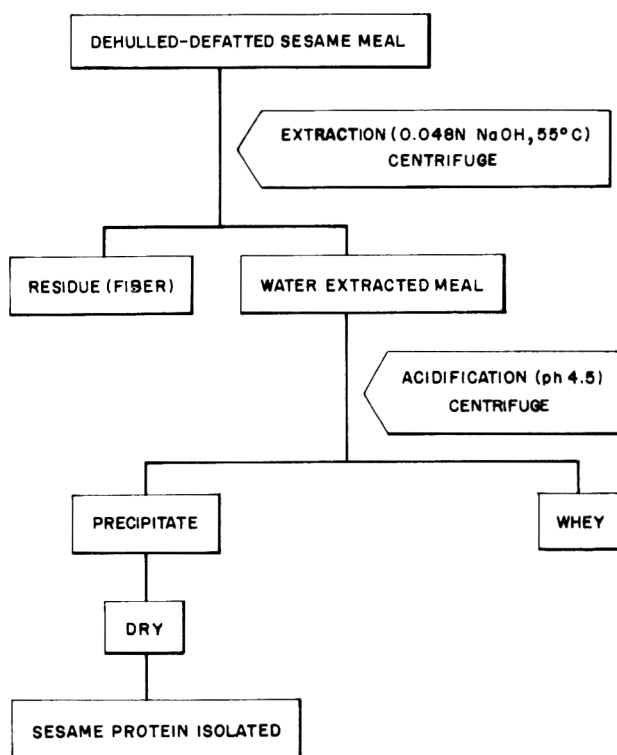 DEHULLED-DEFATTED SESAME MEAL
EXTRACTION (0.048N NaOH, 55°C)
CENTRIFUGE
RESIDUE (FIBER)
WATER EXTRACTED MEAL
ACIDIFICATION (ph 4.5)
CENTRIFUGE
PRECIPITATE
WHEY
DRY
SESAME PROTEIN ISOLATED